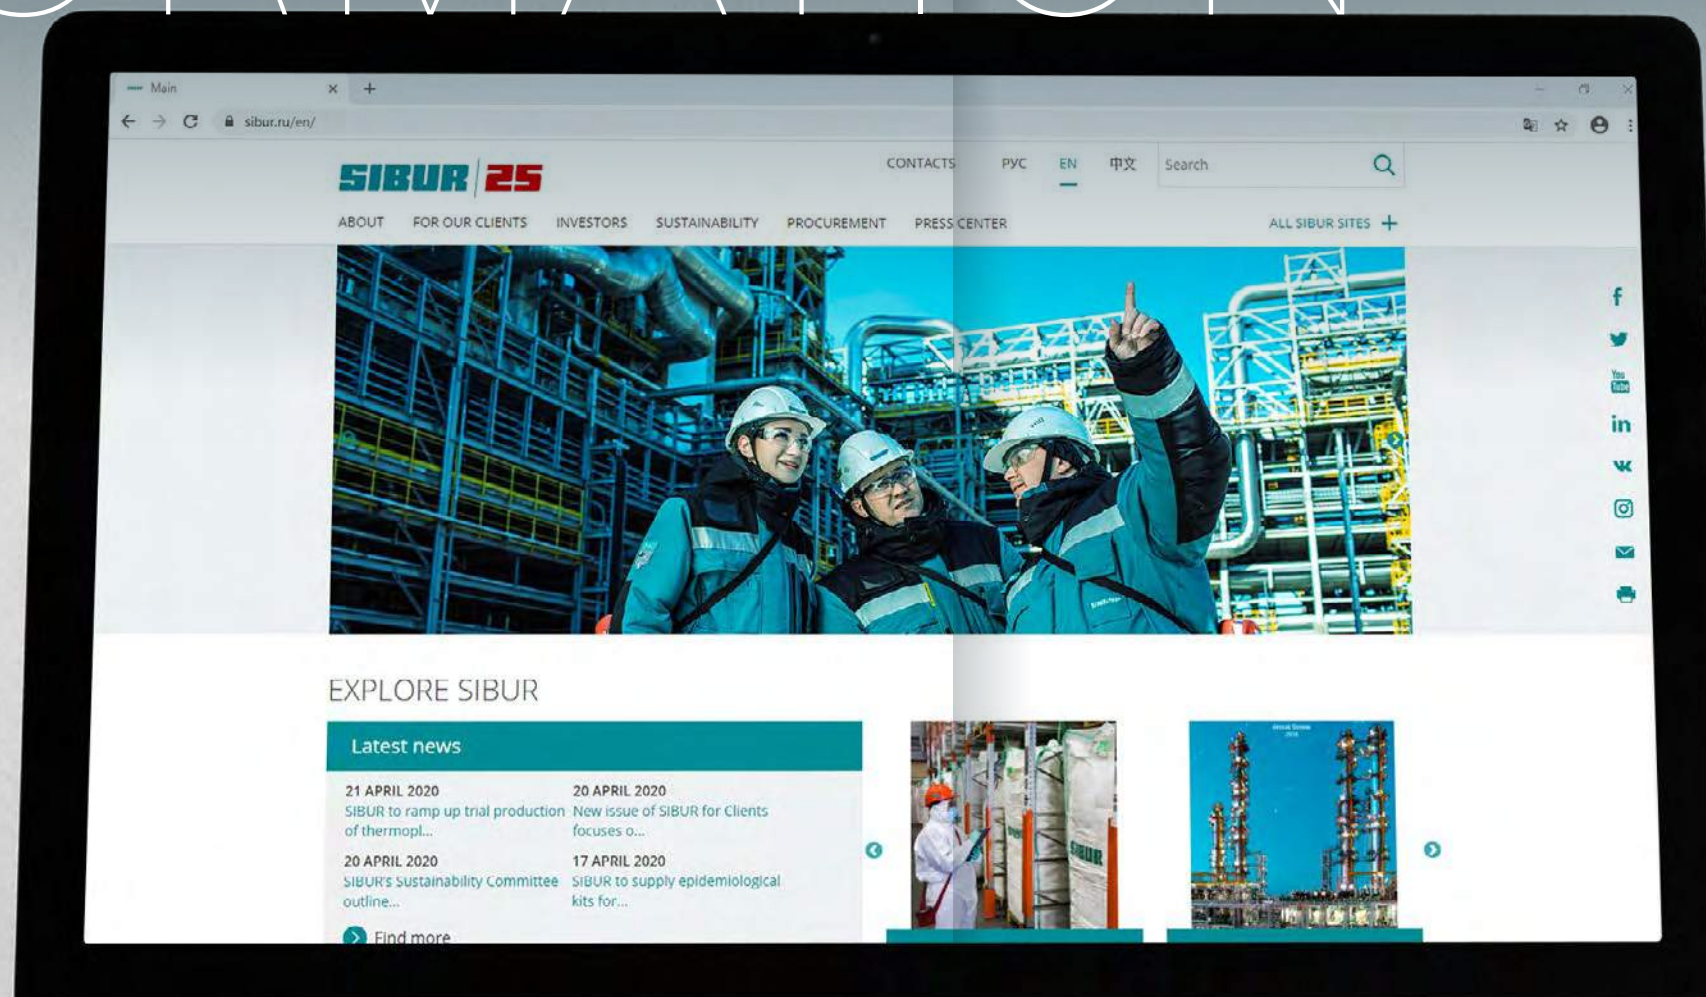 Main
sibur.ru/en/
SIBUR 25
CONTACTS РУС EN 中文 Search
ABOUT FOR OUR CLIENTS INVESTORS SUSTAINABILITY PROCUREMENT PRESS CENTER ALL SIBUR SITES
You
Tube
EXPLORE SIBUR
Latest news
21 APRIL 2020
SIBUR to ramp up trial production
of thermopl...
20 APRIL 2020
New issue of SIBUR for Clients
focuses o...
20 APRIL 2020
SIBUR's Sustainability Committee
outline...
17 APRIL 2020
SIBUR to supply epidemiological
kits for...
Find more
SIBUR